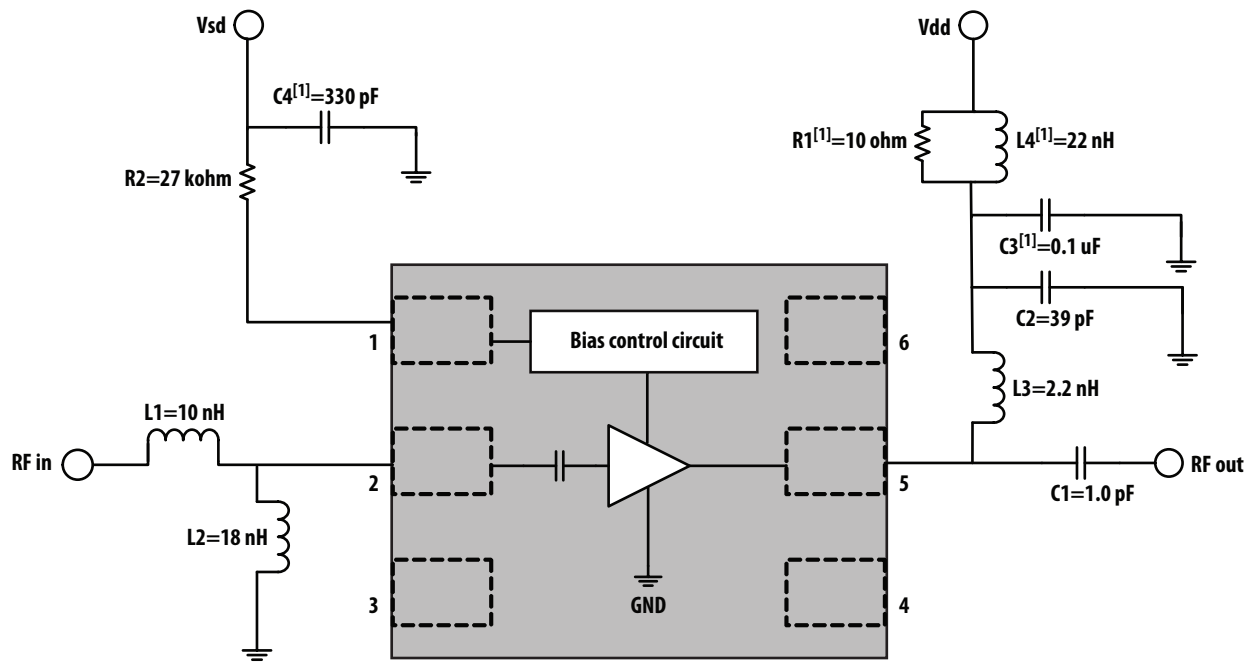 Vsd
Vdd
C4[1]=330 pF
R1[1]=10 ohm
L4[1]=22 nH
R2=27 kohm
C3[1]=0.1 uF
C2=39 pF
1
Bias control circuit
6
L3=2.2 nH
L1=10 nH
RF in
2
5
RF out
C1=1.0 pF
L2=18 nH
3
GND
4